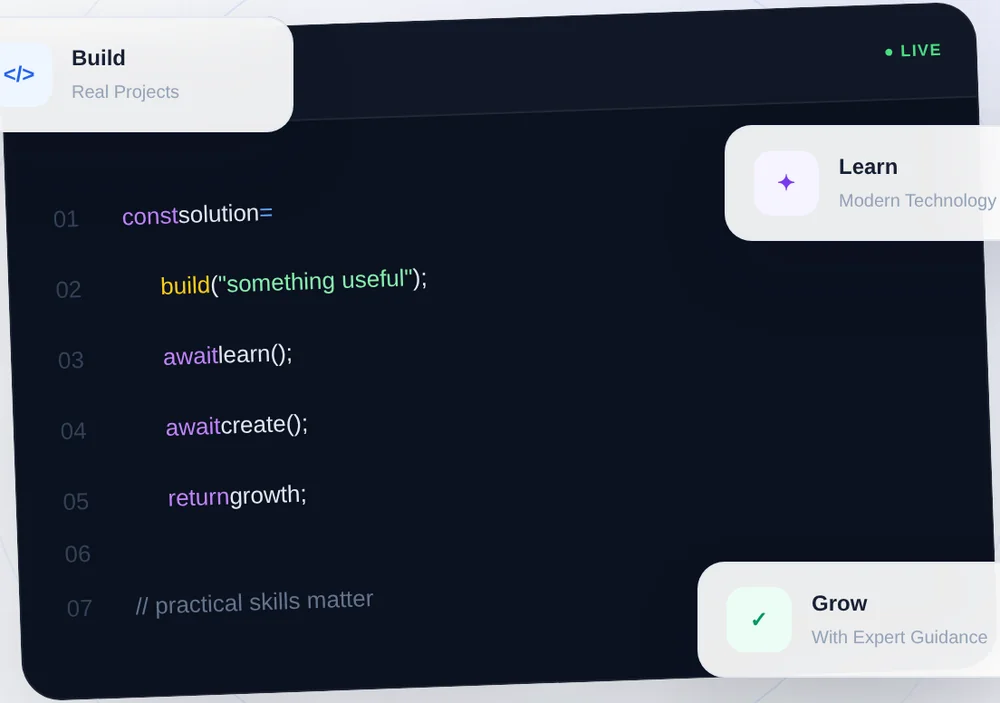 </> Build
Real Projects
● LIVE
✦ Learn
Modern Technology
01 constsolution=
02 build("something useful");
03 awaitlearn();
04 awaitcreate();
05 returngrowth;
06
07 // practical skills matter
✓ Grow
With Expert Guidance